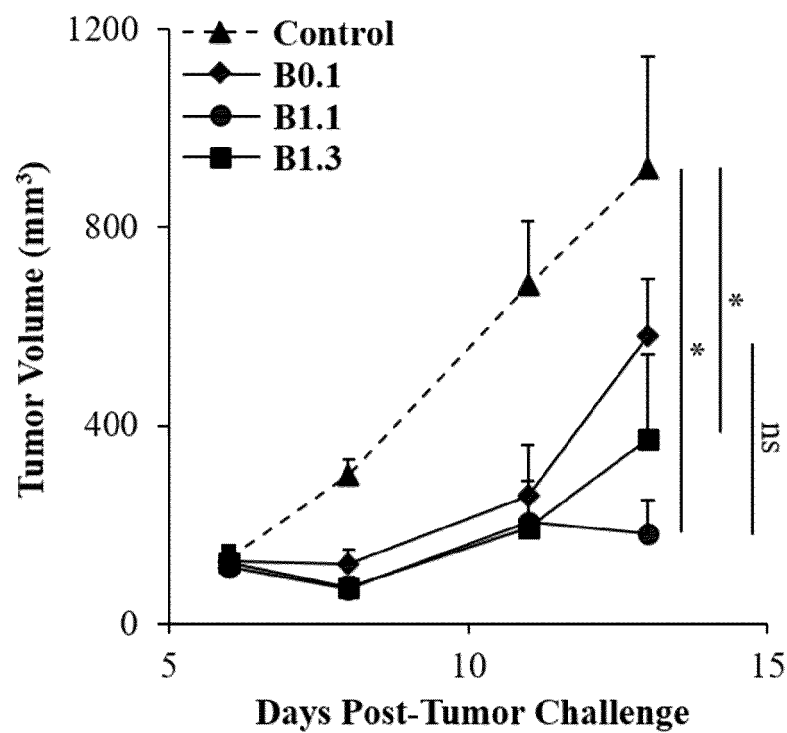 1200
800
400
0
Tumor Volume (mm³)
Control
B0.1
B1.1
B1.3
*
*
ns
5
10
15
Days Post-Tumor Challenge